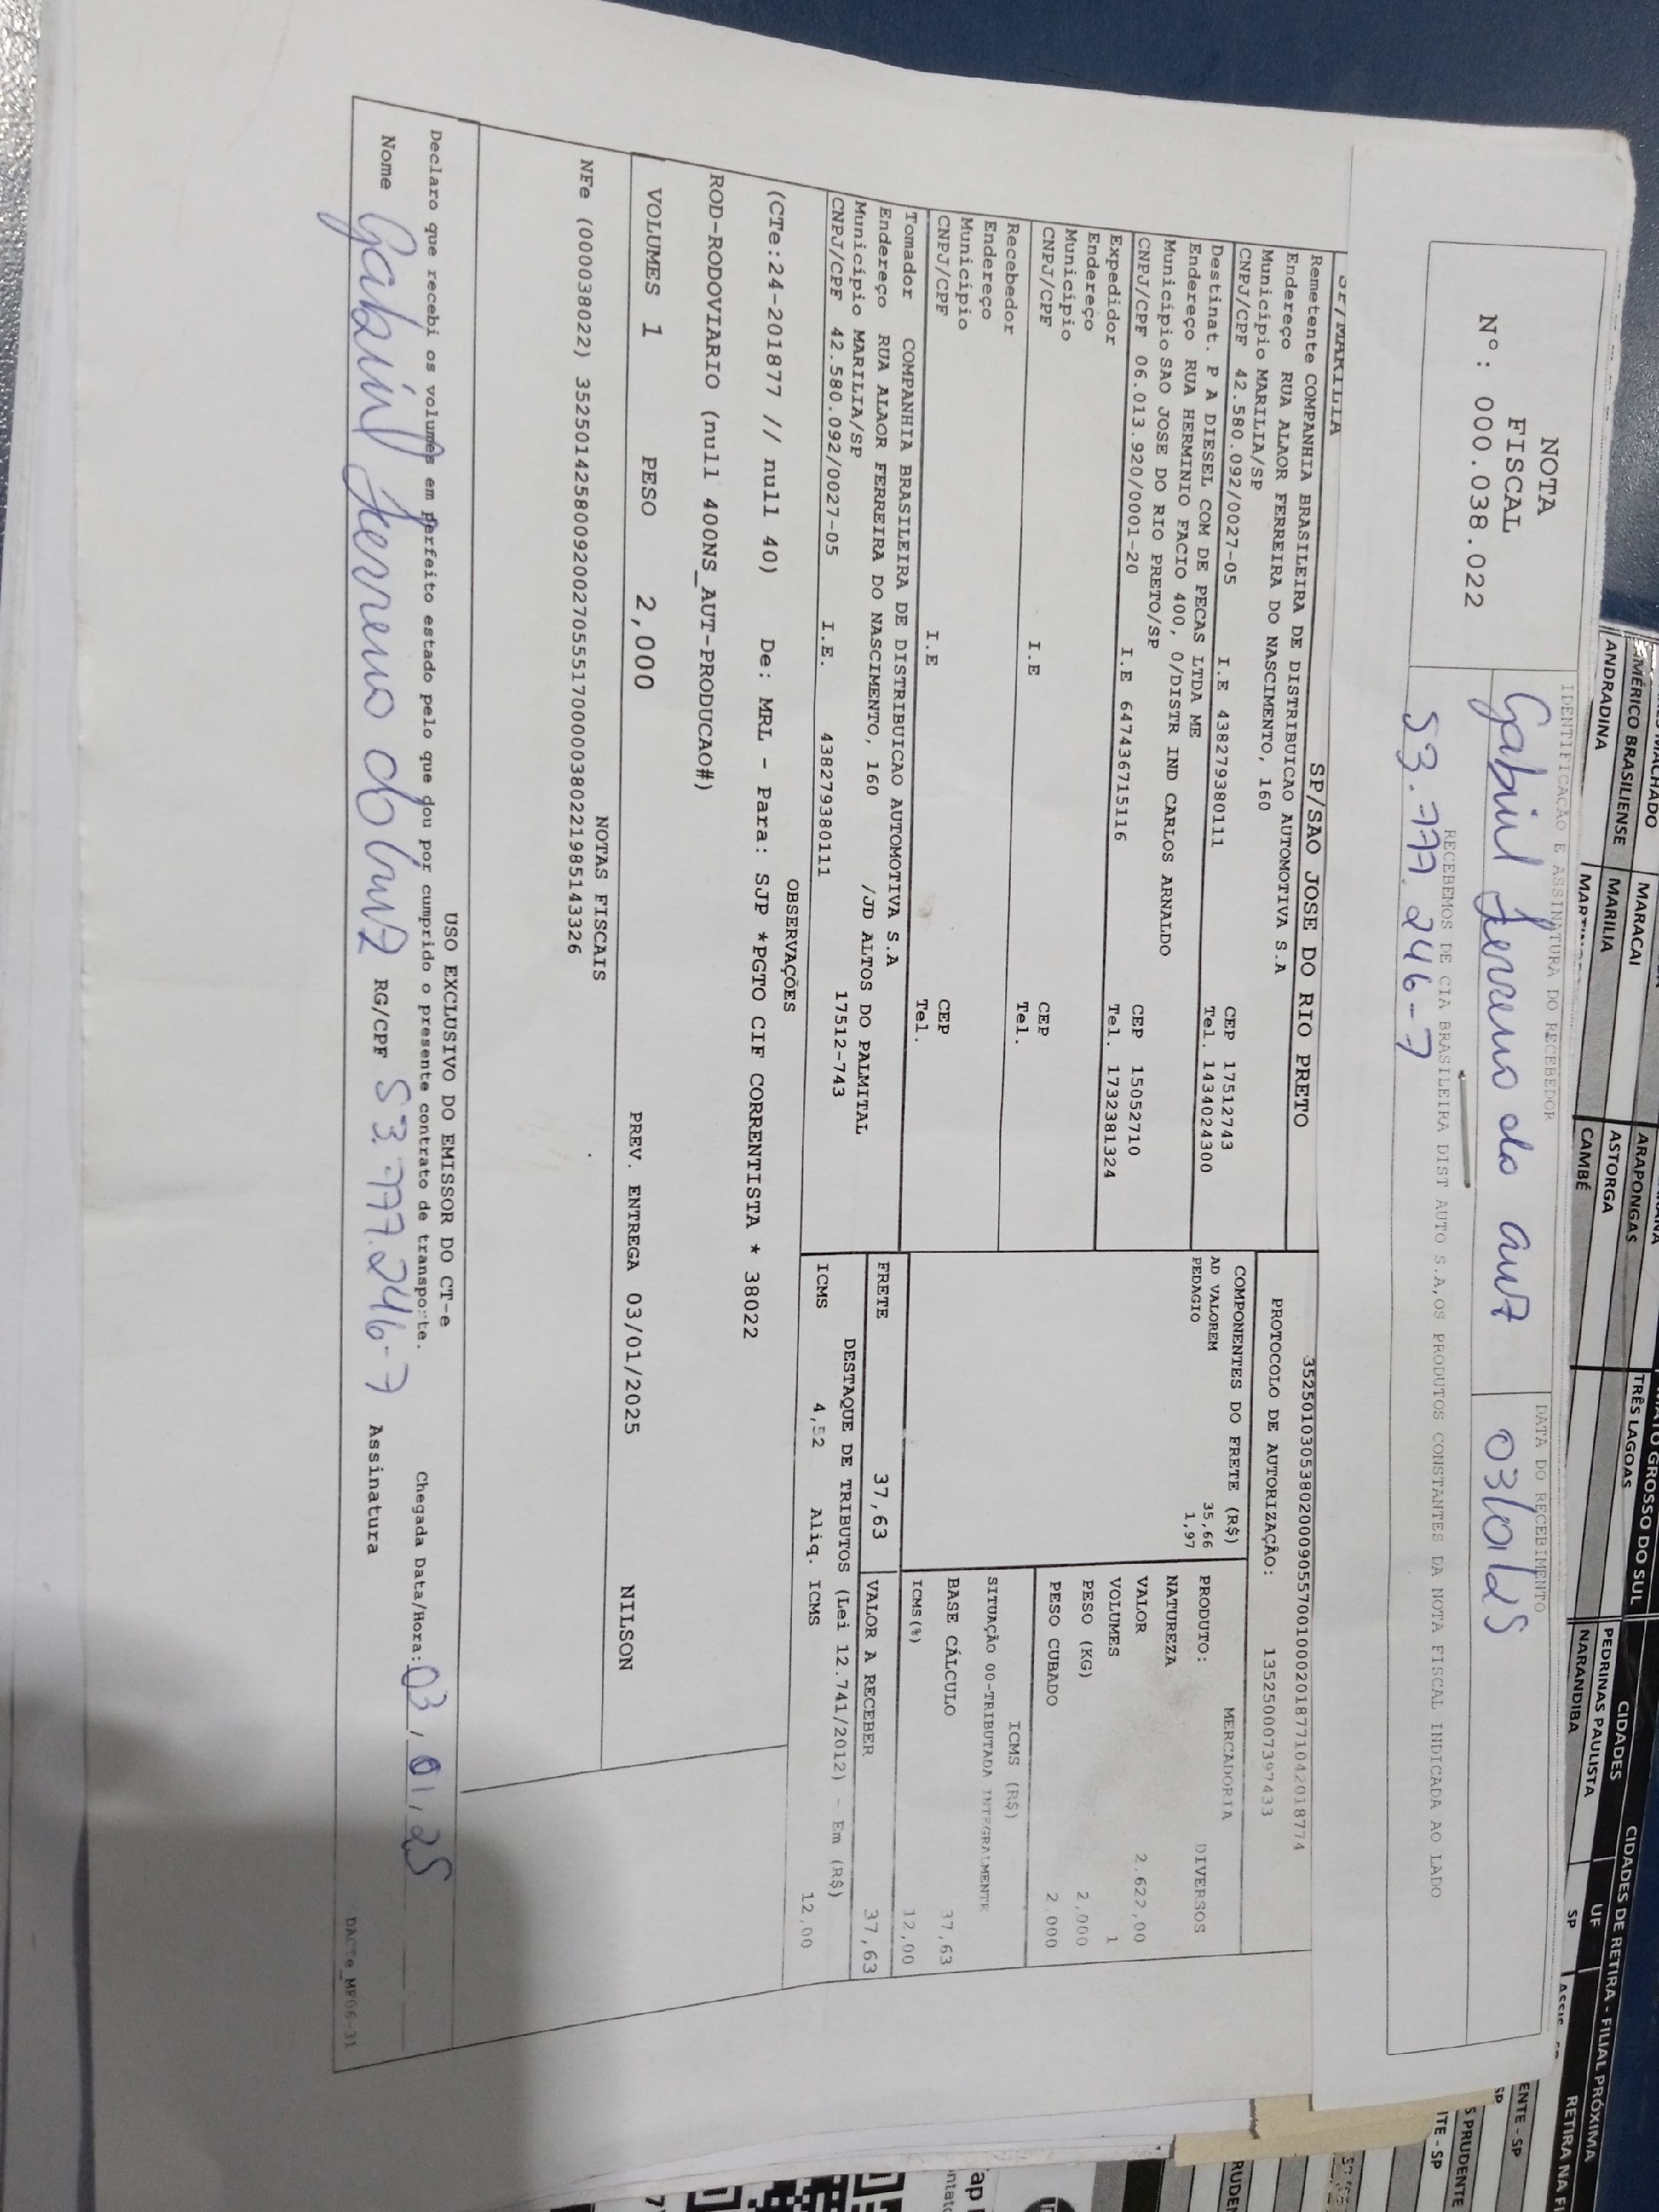 NOTA
FISCAL
Nº: 000.038.022
IDENTIFICAÇÃO E ASSINATURA DO RECEBEDOR
Gabriel
53.777.246-7
DATA DO RECEBIMENTO
03/01/25
RECEBEMOS DE CIA BRASILEIRA DIST AUTO S.A,OS PRODUTOS CONSTANTES DA NOTA FISCAL INDICADA AO LADO
SP/MARILIA
SP/SAO JOSE DO RIO PRETO
35250103053802000905570010002018771042018774
PROTOCOLO DE AUTORIZAÇÃO: 135250007397433
Remetente COMPANHIA BRASILEIRA DE DISTRIBUICAO AUTOMOTIVA S.A
Endereço RUA ALAOR FERREIRA DO NASCIMENTO, 160
Município MARILIA/SP CEP 17512743
CNPJ/CPF 42.580.092/0027-05 I.E 438279380111 Tel. 1434024300
Destinat. P A DIESEL COM DE PECAS LTDA ME
Endereço RUA HERMINIO FACIO 400, 0/DISTR IND CARLOS ARNALDO
Município SAO JOSE DO RIO PRETO/SP CEP 15052710
CNPJ/CPF 06.013.920/0001-20 I.E 647436715116 Tel. 1732381324
Expedidor
Endereço
Município CEP
CNPJ/CPF I.E Tel.
Recebedor
Endereço
Município CEP
CNPJ/CPF I.E Tel.
Tomador COMPANHIA BRASILEIRA DE DISTRIBUICAO AUTOMOTIVA S.A
Endereço RUA ALAOR FERREIRA DO NASCIMENTO, 160 /JD ALTOS DO PALMITAL
Município MARILIA/SP 17512-743
CNPJ/CPF 42.580.092/0027-05 I.E. 438279380111
COMPONENTES DO FRETE (R$)
AD VALOREM 35,66
PEDAGIO 1,97
MERCADORIA
PRODUTO: DIVERSOS
NATUREZA
VALOR 2.622,00
VOLUMES 1
PESO (KG) 2,000
PESO CUBADO 2.000
ICMS (R$)
SITUAÇÃO 00-TRIBUTADA INTEGRALMENTE
BASE CÁLCULO 37,63
ICMS(%) 12,00
FRETE 37,63 VALOR A RECEBER 37,63
DESTAQUE DE TRIBUTOS (Lei 12.741/2012) - Em (R$)
ICMS 4,52 Aliq. ICMS 12,00
OBSERVAÇÕES
(CTe:24-201877 // null 40) De: MRL - Para: SJP *PGTO CIF CORRENTISTA * 38022
ROD-RODOVIARIO (null 400NS_AUT-PRODUCAO#)
VOLUMES 1 PESO 2,000 PREV. ENTREGA 03/01/2025 NILSON
NOTAS FISCAIS
NFe (000038022) 35250142580092002705551700000380221985143326
USO EXCLUSIVO DO EMISSOR DO CT-e
Declaro que recebi os volumes em perfeito estado pelo que dou por cumprido o presente contrato de transporte. Chegada Data/Hora: 03/01/25
Nome Gabriel RG/CPF 53.777.246-7 Assinatura
DACTe_MF06-31
AMÉRICO BRASILIENSE
ANDRADINA
MARACAI
MARILIA
ARAPONGAS
ASTORGA
CAMBÉ
MATO GROSSO DO SUL
TRÊS LAGOAS
CIDADES
PEDRINAS PAULISTA
NARANDIBA
CIDADES DE RETIRA - FILIAL PRÓXIMA
UF
SP
RETIRA NA